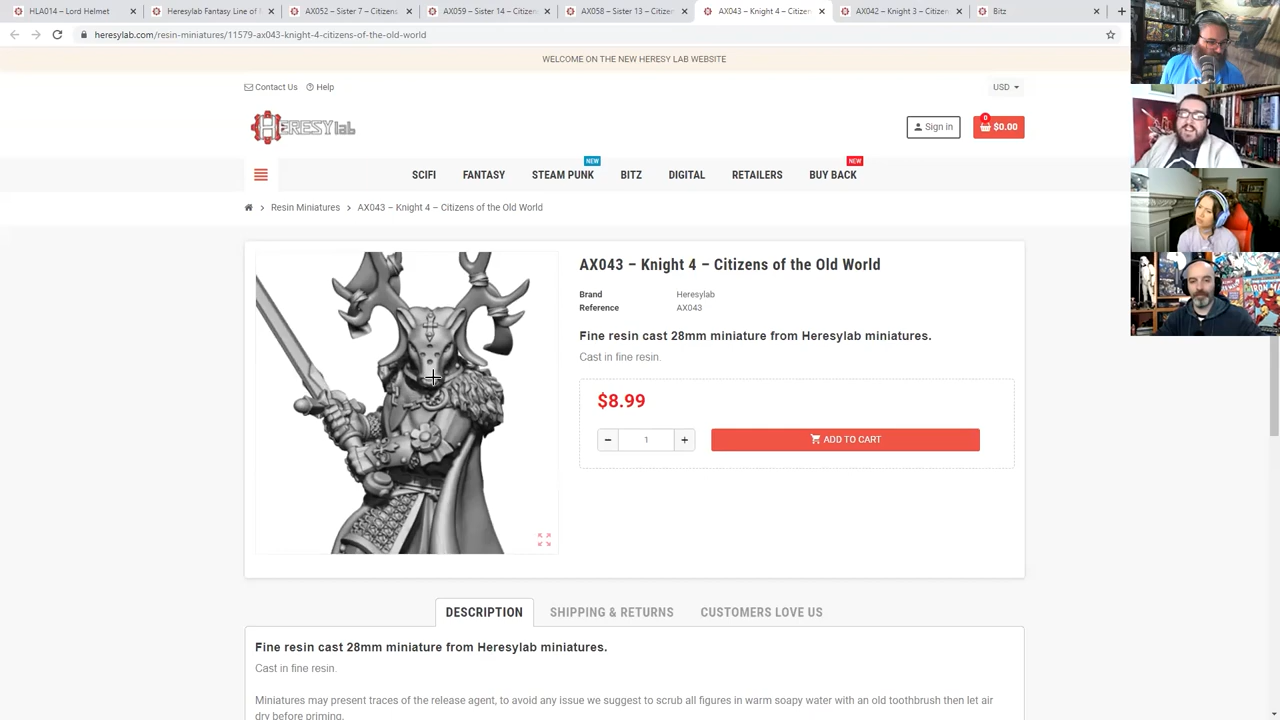 HLA014 – Lord Helmet
Heresylab Fantasy Line of
AX052 – Sister 7 – Citizens
AX059 – Sister 14 – Citizens
AX058 – Sister 13 – Citizens
AX043 – Knight 4 – Citizen
AX042 – Knight 3 – Citizens
Bitz
heresylab.com/resin-miniatures/11579-ax043-knight-4-citizens-of-the-old-world
WELCOME ON THE NEW HERESY LAB WEBSITE
Contact Us Help
USD
HERESYlab
0
Sign in
$0.00
NEW NEW
SCIFI FANTASY STEAM PUNK BITZ DIGITAL RETAILERS BUY BACK
Resin Miniatures > AX043 – Knight 4 – Citizens of the Old World
AX043 – Knight 4 – Citizens of the Old World
Brand Heresylab
Reference AX043
Fine resin cast 28mm miniature from Heresylab miniatures.
Cast in fine resin.
$8.99
− 1 + ADD TO CART
DESCRIPTION SHIPPING & RETURNS CUSTOMERS LOVE US
Fine resin cast 28mm miniature from Heresylab miniatures.
Cast in fine resin.
Miniatures may present traces of the release agent, to avoid any issue we suggest to scrub all figures in warm soapy water with an old toothbrush then let air
dry before priming.